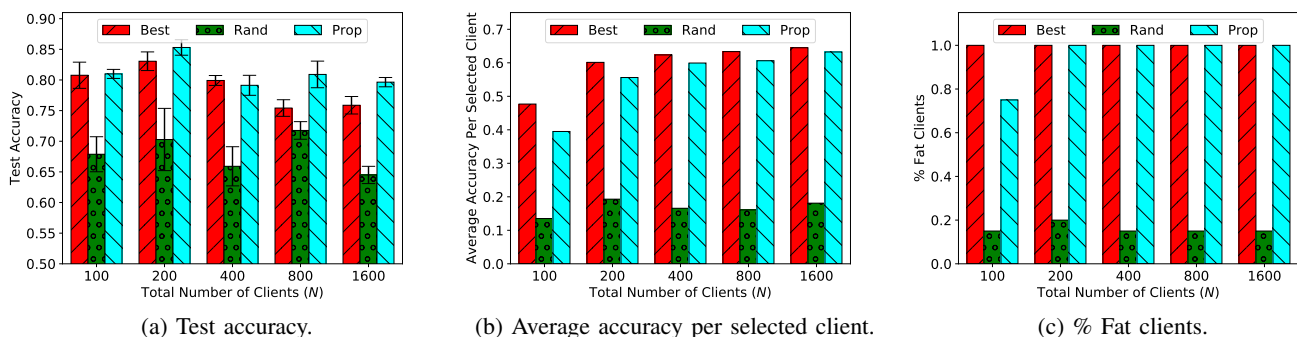 0.90
0.85
0.80
0.75
0.70
0.65
0.60
0.55
0.50
Test Accuracy
Best Rand Prop
100 200 400 800 1600
Total Number of Clients (N)
(a) Test accuracy.
0.7
0.6
0.5
0.4
0.3
0.2
0.1
0.0
Average Accuracy Per Selected Client
Best Rand Prop
100 200 400 800 1600
Total Number of Clients (N)
(b) Average accuracy per selected client.
1.0
0.8
0.6
0.4
0.2
0.0
% Fat Clients
Best Rand Prop
100 200 400 800 1600
Total Number of Clients (N)
(c) % Fat clients.